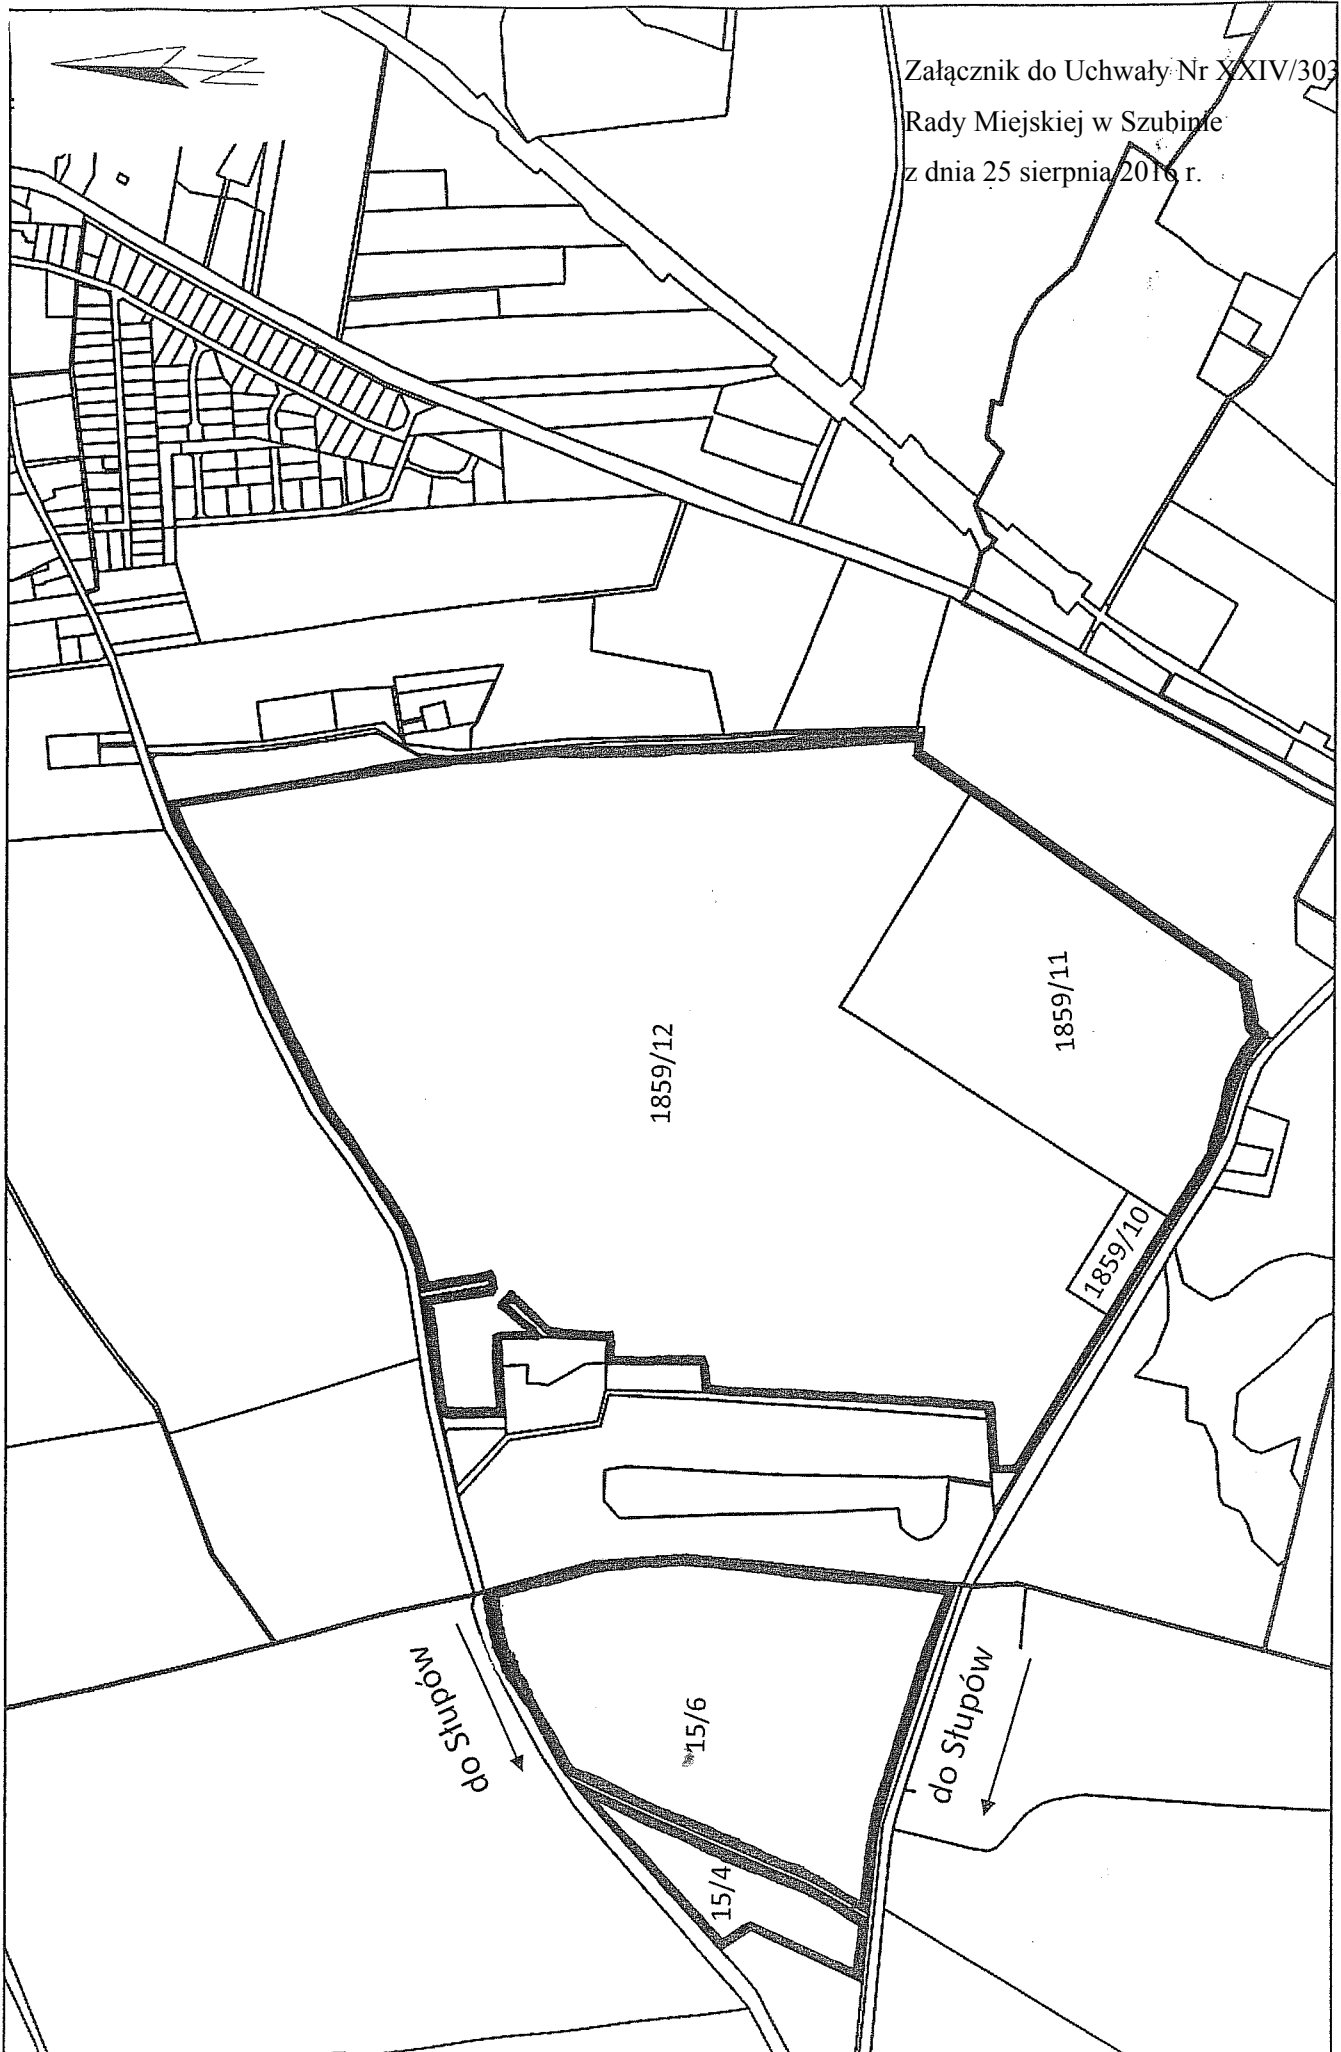 Załącznik do Uchwały Nr XXIV/303
Rady Miejskiej w Szubinie
z dnia 25 sierpnia 2016 r.
N
1859/12
1859/11
1859/10
do Słupów
do Słupów
15/6
15/4